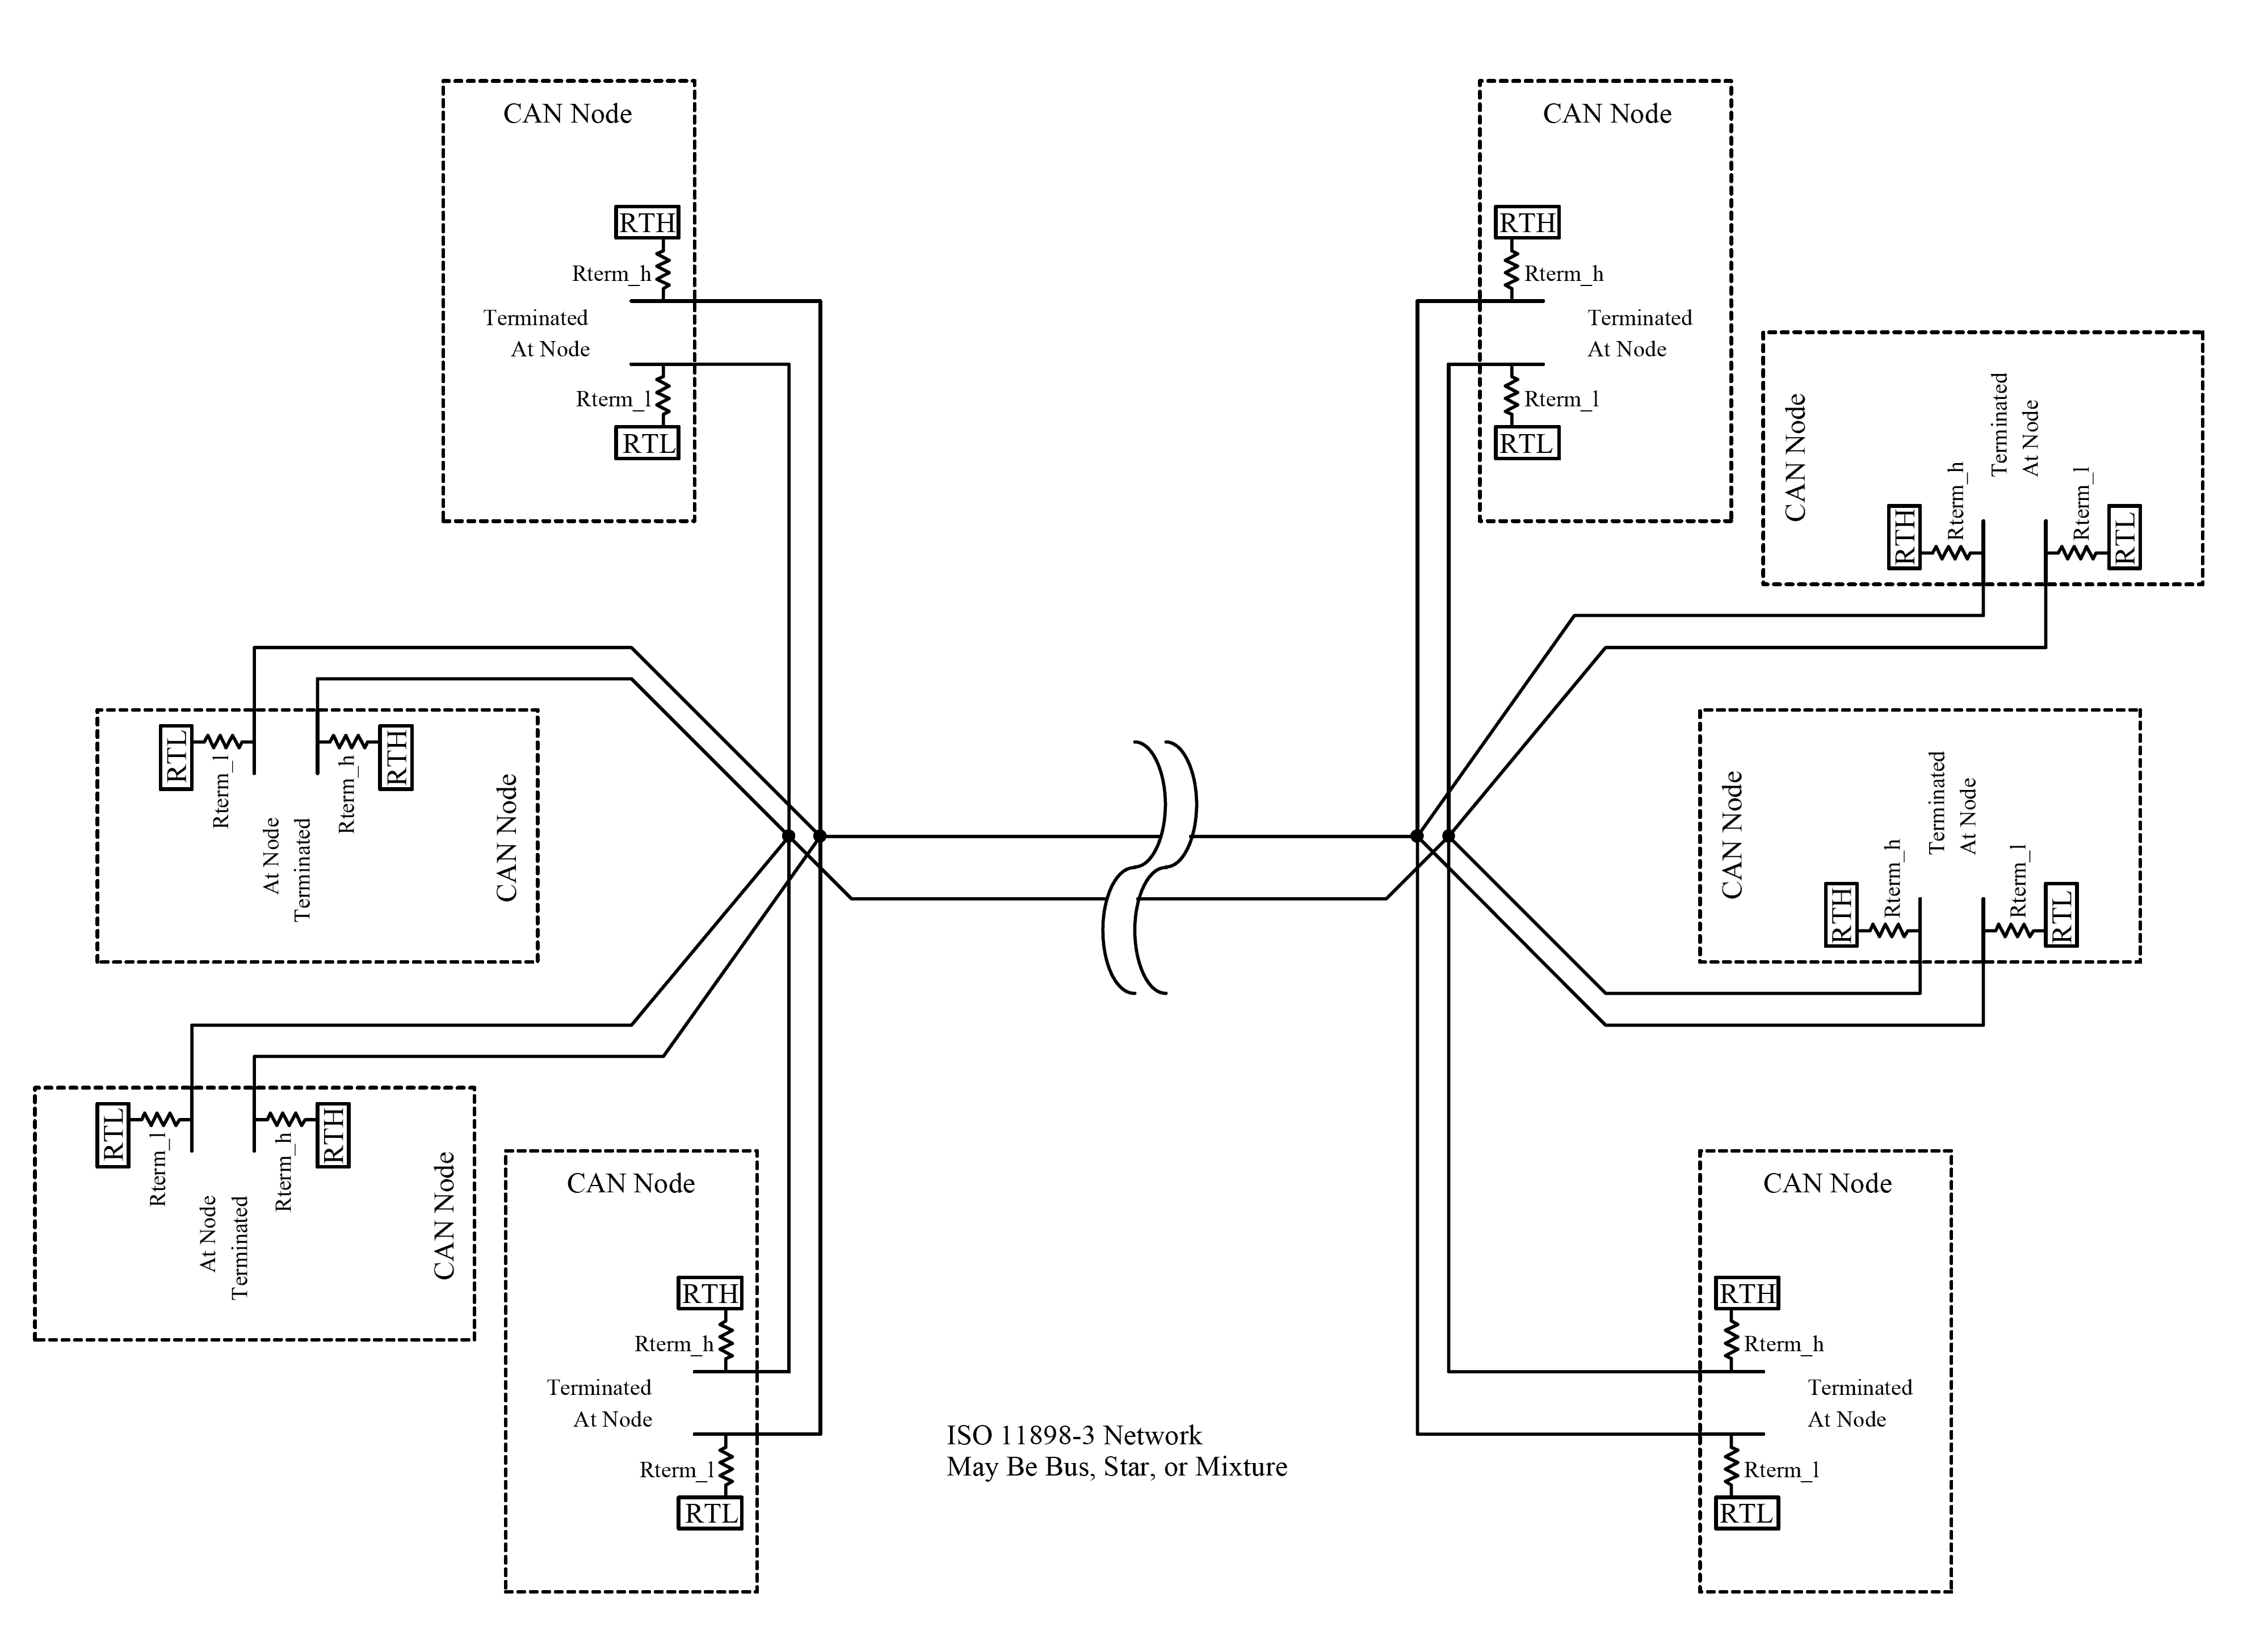 CAN Node
RTH
Rterm_h
Terminated
At Node
Rterm_l
RTL
CAN Node
RTH
Rterm_h
Terminated
At Node
Rterm_l
RTL
CAN Node
Terminated
At Node
RTH
Rterm_h
Rterm_l
RTL
RTL
Rterm_l
At Node
Terminated
Rterm_h
RTH
CAN Node
CAN Node
Terminated
At Node
RTH
Rterm_h
Rterm_l
RTL
RTL
Rterm_l
At Node
Terminated
Rterm_h
RTH
CAN Node
CAN Node
RTH
Rterm_h
Terminated
At Node
Rterm_l
RTL
ISO 11898-3 Network
May Be Bus, Star, or Mixture
CAN Node
RTH
Rterm_h
Terminated
At Node
Rterm_l
RTL